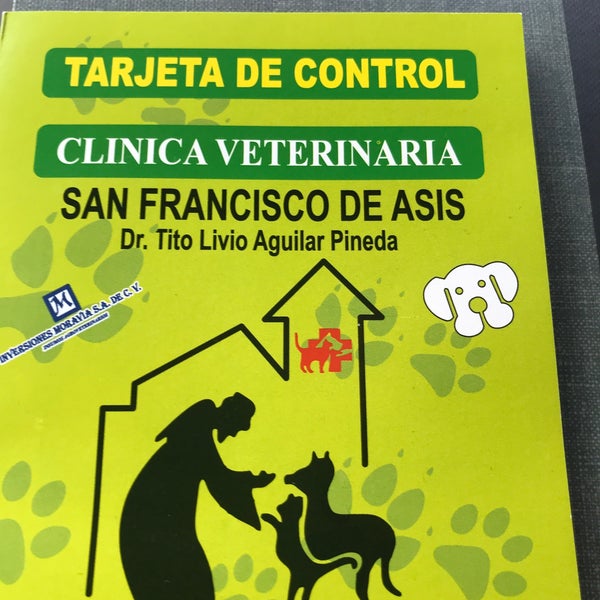 TARJETA DE CONTROL
CLINICA VETERINARIA
SAN FRANCISCO DE ASIS
Dr. Tito Livio Aguilar Pineda
M
INVERSIONES MORAVIA S.A. DE C.V.